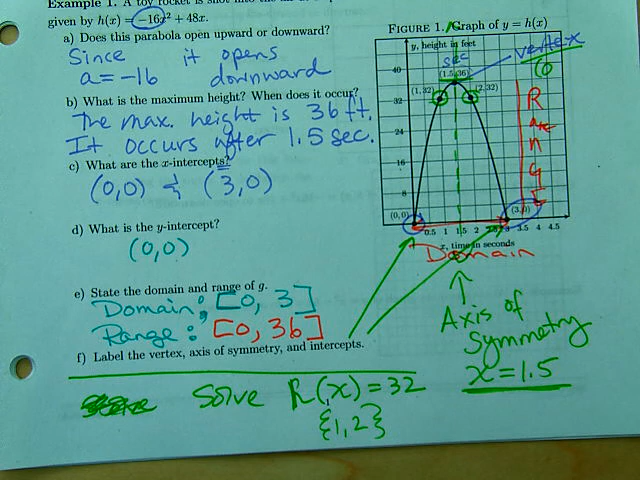 Example 1. A toy rocket is shot into the air
given by h(x) = −16x² + 48x.
a) Does this parabola open upward or downward?
Since it opens
a = −16 downward
b) What is the maximum height? When does it occur?
The max. height is 36 ft.
It occurs after 1.5 sec.
c) What are the x-intercepts?
(0,0) & (3,0)
d) What is the y-intercept?
(0,0)
e) State the domain and range of g.
Domain: [0, 3]
Range: [0, 36]
f) Label the vertex, axis of symmetry, and intercepts.
Solve R(x) = 32
{1, 2}
FIGURE 1. Graph of y = h(x)
y, height in feet
sec
vertex
(1.5, 36)
40
(1, 32)
(2, 32)
32
24
16
8
Range
(0, 0)
(3, 0)
0.5 1 1.5 2 3 3.5 4 4.5
x, time in seconds
Domain
Axis of
Symmetry
x = 1.5